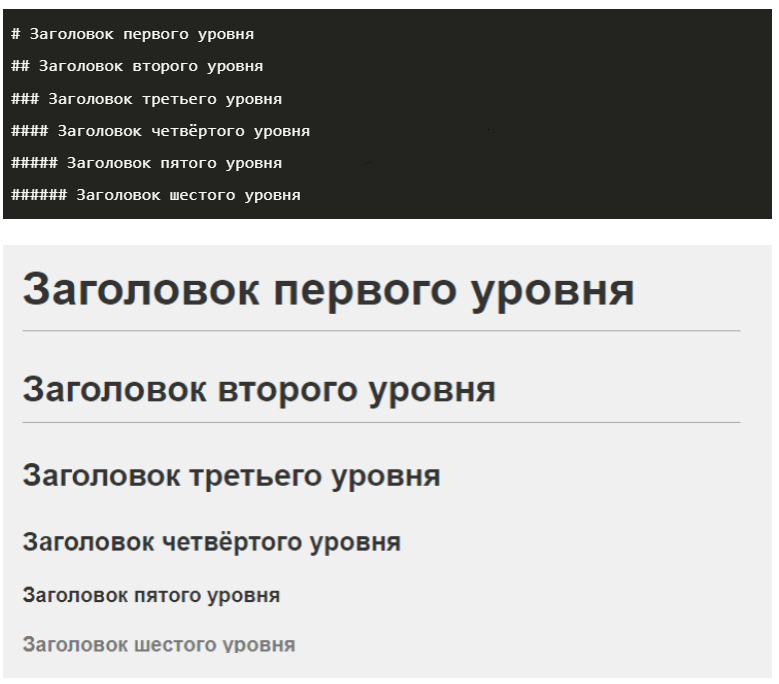 # Заголовок первого уровня
## Заголовок второго уровня
### Заголовок третьего уровня
#### Заголовок четвёртого уровня
##### Заголовок пятого уровня
###### Заголовок шестого уровня
Заголовок первого уровня
Заголовок второго уровня
Заголовок третьего уровня
Заголовок четвёртого уровня
Заголовок пятого уровня
Заголовок шестого уровня